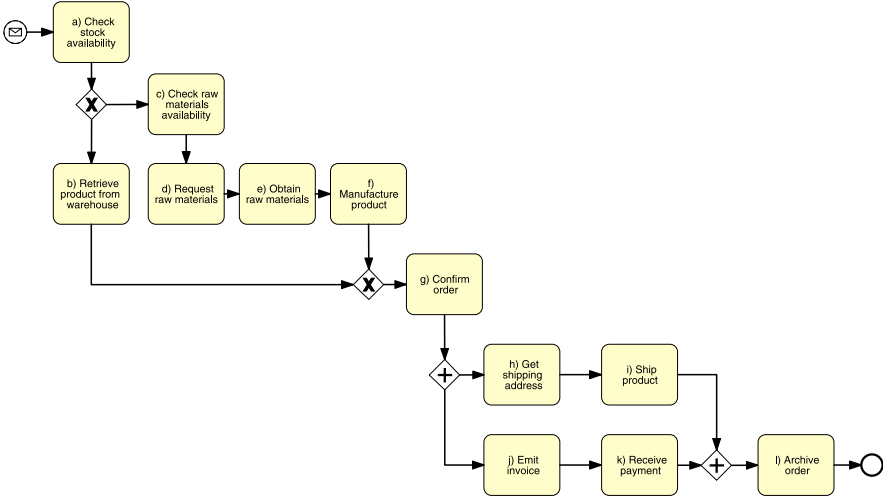 a) Check
stock
availability
c) Check raw
materials
availability
b) Retrieve
product from
warehouse
d) Request
raw materials
e) Obtain
raw materials
f)
Manufacture
product
g) Confirm
order
h) Get
shipping
address
i) Ship
product
j) Emit
invoice
k) Receive
payment
l) Archive
order